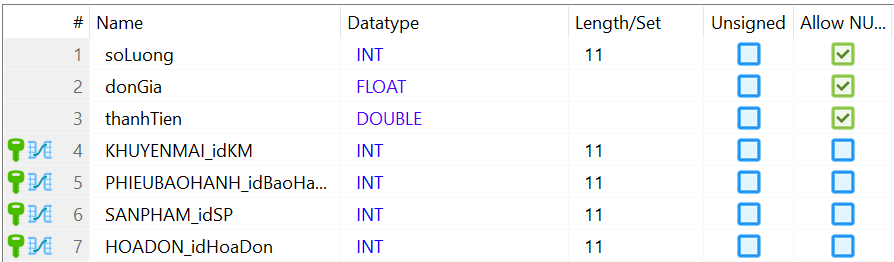 # Name Datatype Length/Set Unsigned Allow NU...
1 soLuong INT 11
2 donGia FLOAT
3 thanhTien DOUBLE
4 KHUYENMAI_idKM INT 11
5 PHIEUBAOHANH_idBaoHa... INT 11
6 SANPHAM_idSP INT 11
7 HOADON_idHoaDon INT 11